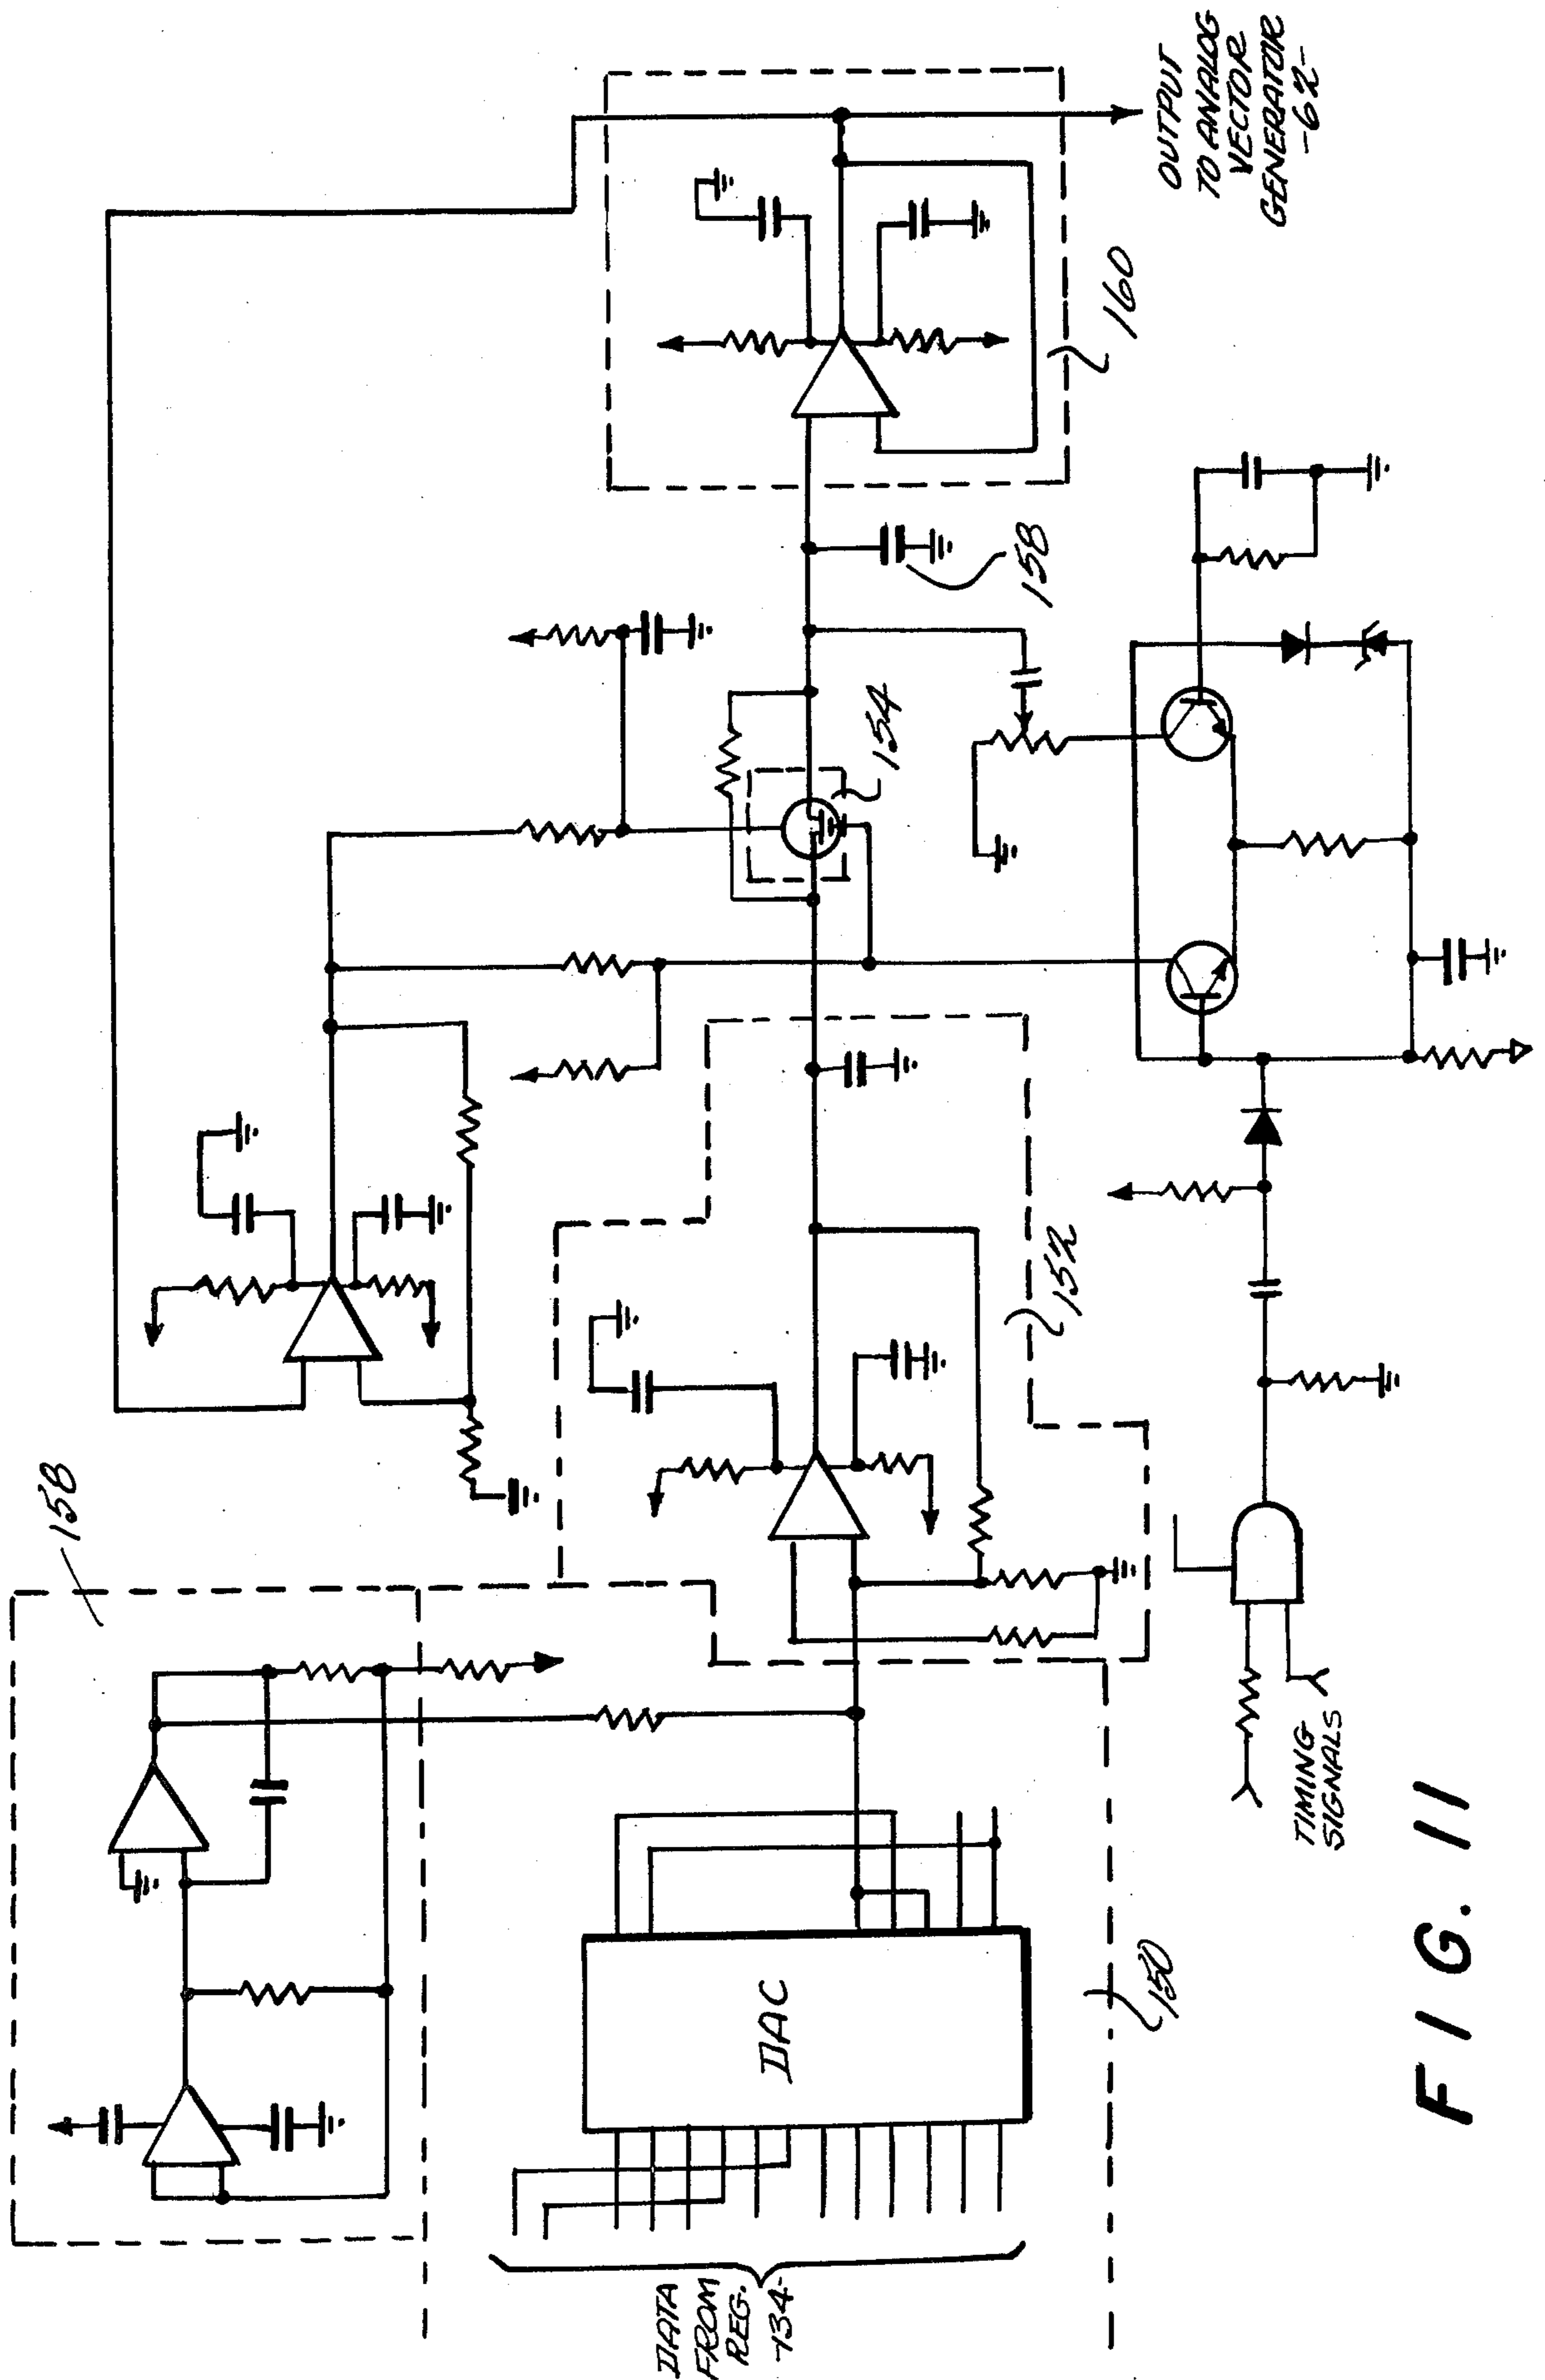 158
DATA
FROM
REG.
-134-
DAC
150
152
154
158
160
OUTPUT
TO ANALOG
VECTOR
GENERATOR
-62-
TIMING
SIGNALS
FIG. 11